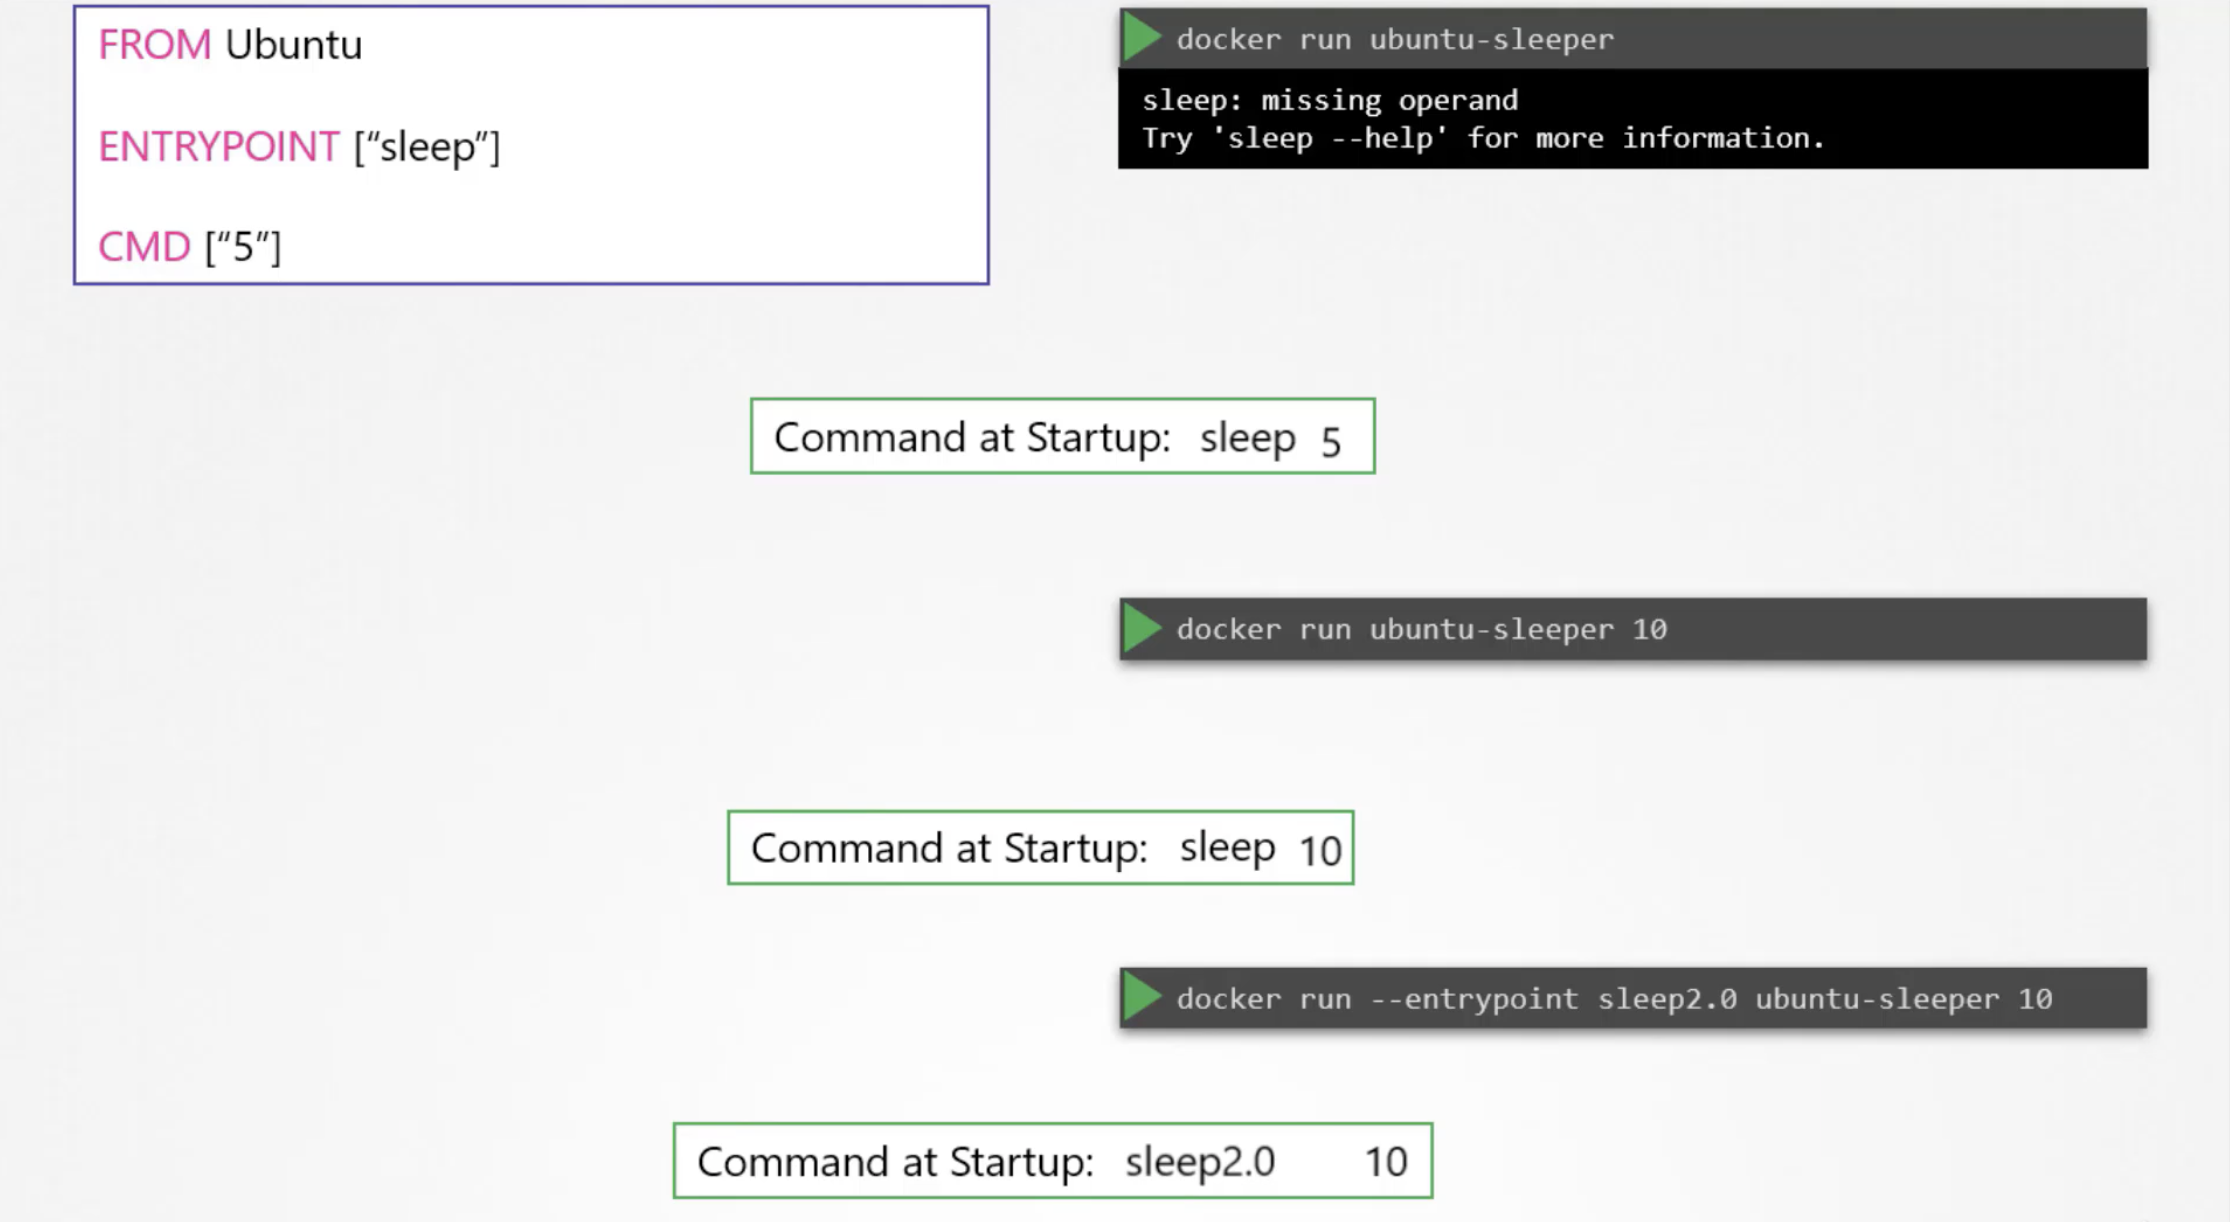 FROM Ubuntu
ENTRYPOINT [“sleep”]
CMD [“5”]
docker run ubuntu-sleeper
sleep: missing operand
Try 'sleep --help' for more information.
Command at Startup: sleep 5
docker run ubuntu-sleeper 10
Command at Startup: sleep 10
docker run --entrypoint sleep2.0 ubuntu-sleeper 10
Command at Startup: sleep2.0 10